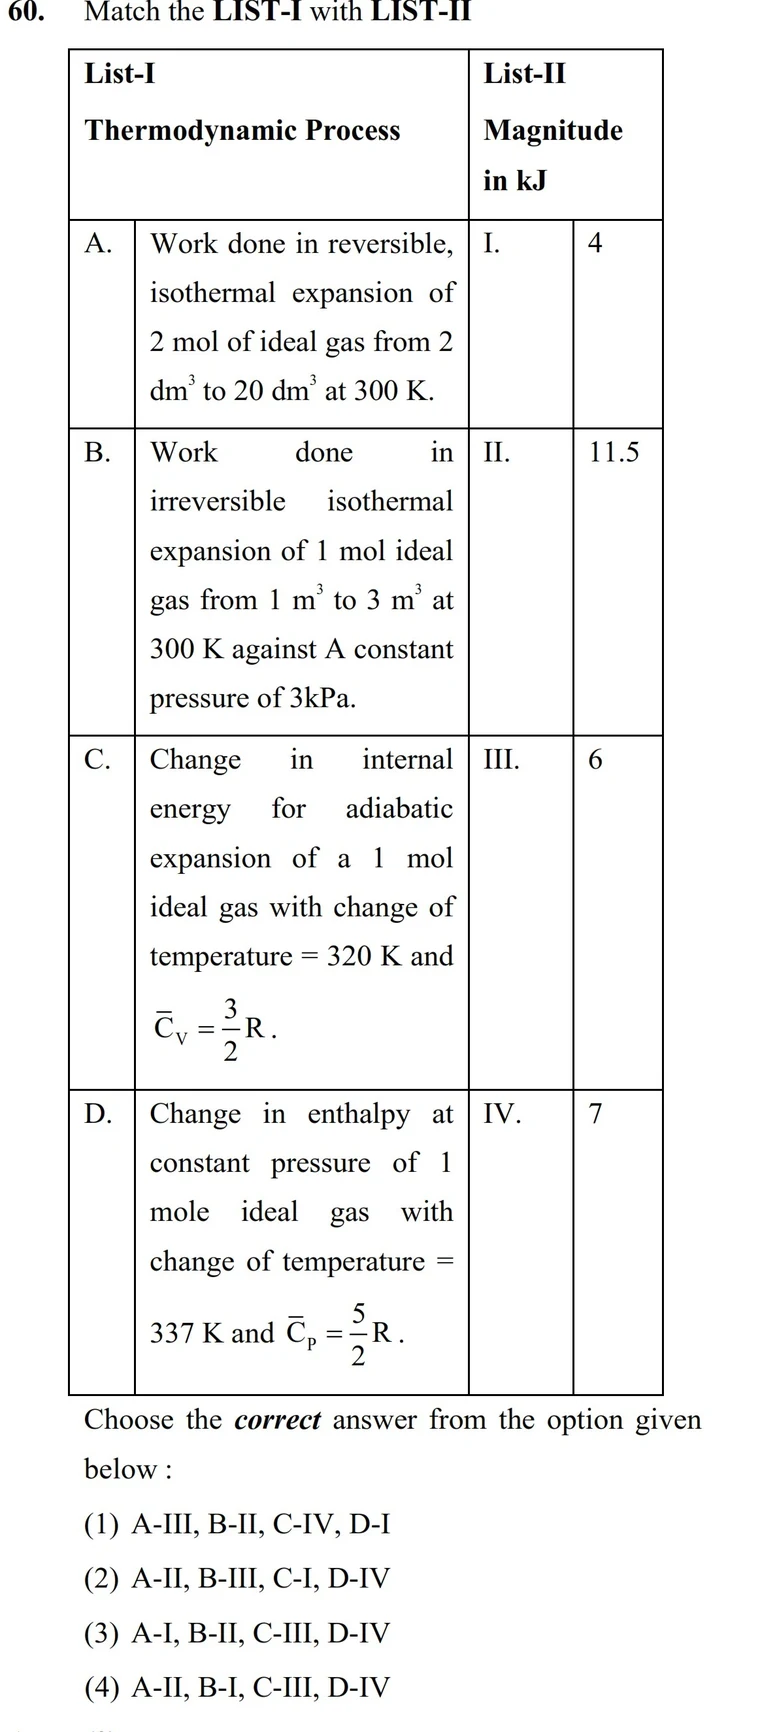 60. Match the LIST-I with LIST-II
List-I
Thermodynamic Process
List-II
Magnitude
in kJ
A. Work done in reversible,
isothermal expansion of
2 mol of ideal gas from 2
dm³ to 20 dm³ at 300 K.
I. 4
B. Work done in
irreversible isothermal
expansion of 1 mol ideal
gas from 1 m³ to 3 m³ at
300 K against A constant
pressure of 3kPa.
II. 11.5
C. Change in internal
energy for adiabatic
expansion of a 1 mol
ideal gas with change of
temperature = 320 K and
C̅_V = 3/2 R.
III. 6
D. Change in enthalpy at
constant pressure of 1
mole ideal gas with
change of temperature =
337 K and C̅_P = 5/2 R.
IV. 7
Choose the correct answer from the option given
below :
(1) A-III, B-II, C-IV, D-I
(2) A-II, B-III, C-I, D-IV
(3) A-I, B-II, C-III, D-IV
(4) A-II, B-I, C-III, D-IV